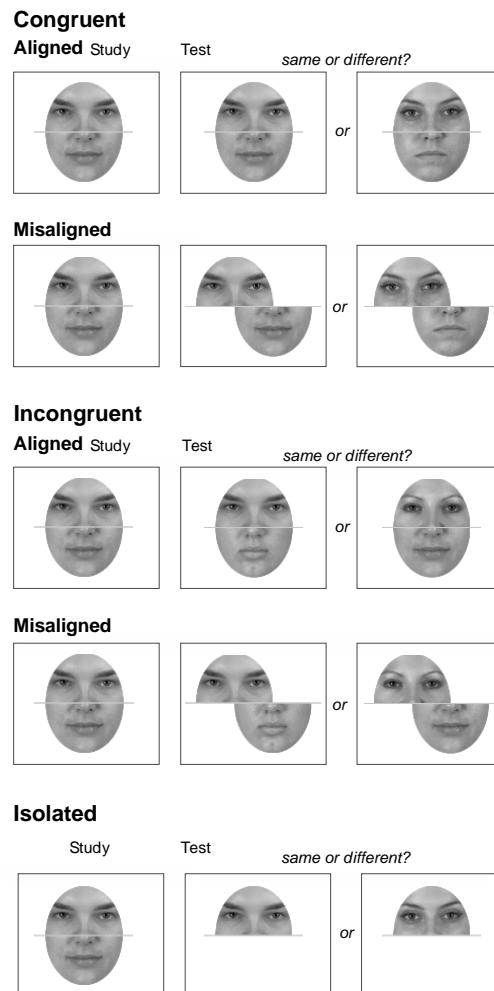 Congruent
Aligned Study Test
same or different?
or
Misaligned
or
Incongruent
Aligned Study Test
same or different?
or
Misaligned
or
Isolated
Study Test
same or different?
or